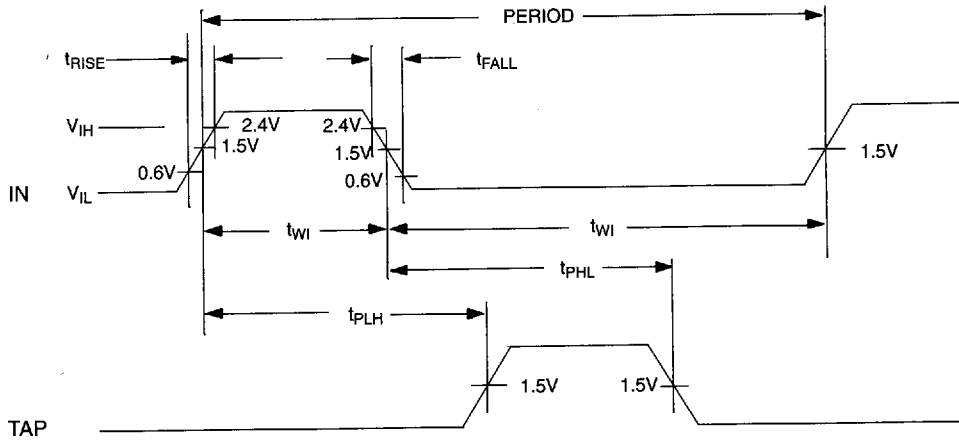 PERIOD
tRISE
tFALL
VIH
2.4V
2.4V
1.5V
1.5V
1.5V
0.6V
0.6V
IN
VIL
tWI
tWI
tPHL
tPLH
1.5V
1.5V
TAP